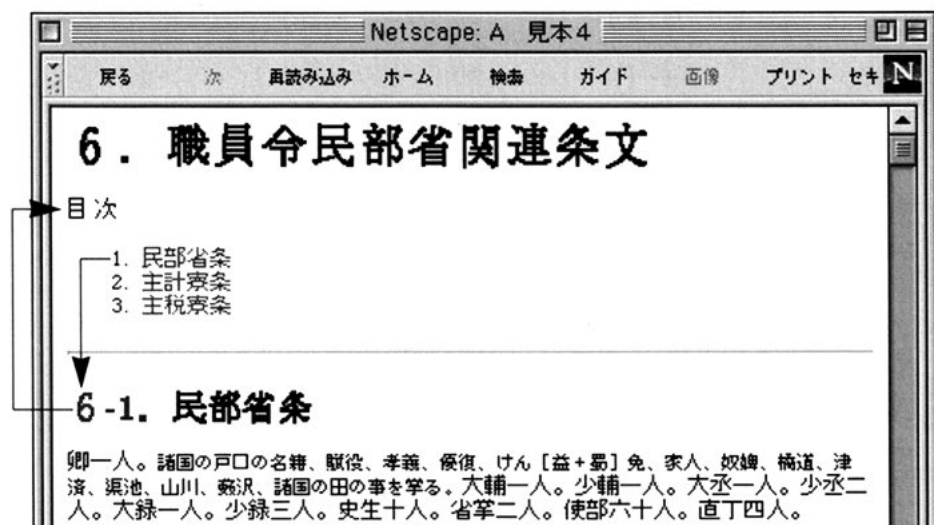 Netscape: A 見本4
戻る 次 再読み込み ホーム 検索 ガイド 画像 プリント セキ N
6. 職員令民部省関連条文
目次
1. 民部省条
2. 主計寮条
3. 主税寮条
6-1. 民部省条
卿一人。諸国の戸口の名籍、賦役、孝義、優復、けん[益+蜀]免、家人、奴婢、橋道、津
済、渠池、山川、薮沢、諸国の田の事を掌る。大輔一人。少輔一人。大丞一人。少丞二
人。大録一人。少録三人。史生十人。省掌二人。使部六十人。直丁四人。